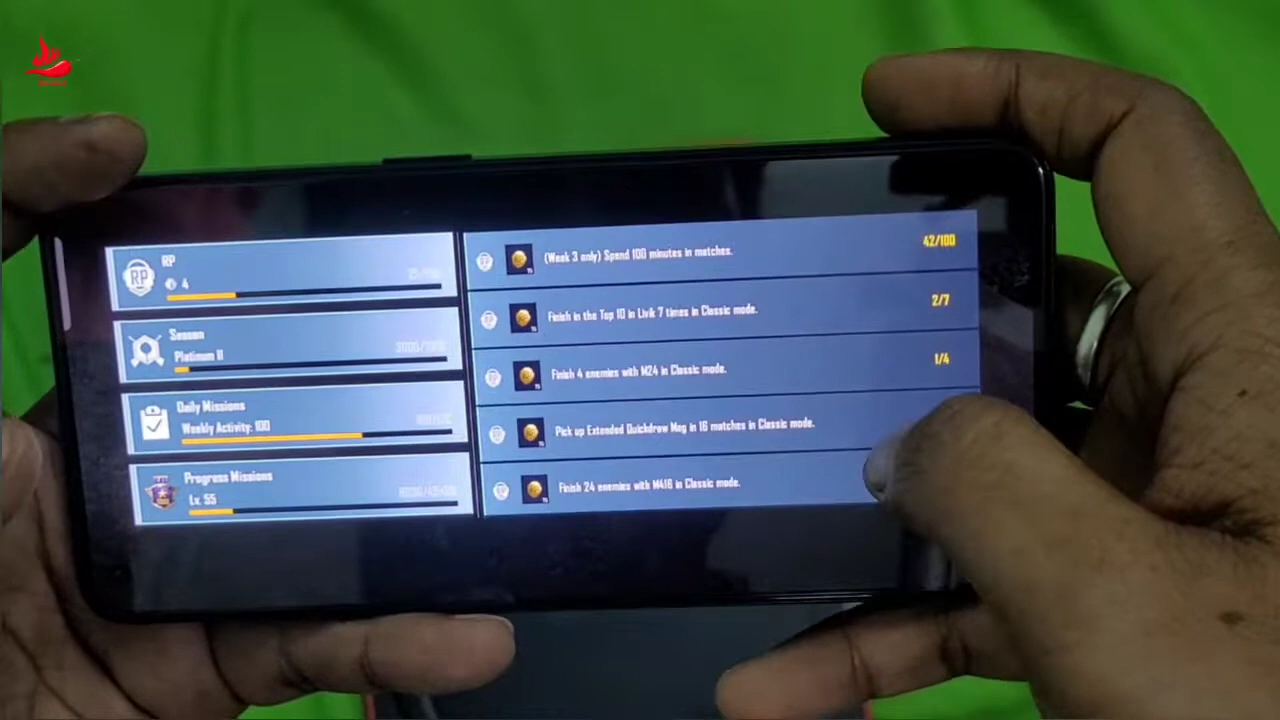 RP
RP
4
Season
Platinum II
Daily Missions
Weekly Activity: 100
Progress Missions
Lv. 55
(Week 3 only) Spend 100 minutes in matches.
42/100
Finish in the Top 10 in Livik 7 times in Classic mode.
2/7
Finish 4 enemies with M24 in Classic mode.
1/4
Pick up Extended Quickdraw Mag in 16 matches in Classic mode.
Finish 24 enemies with M416 in Classic mode.